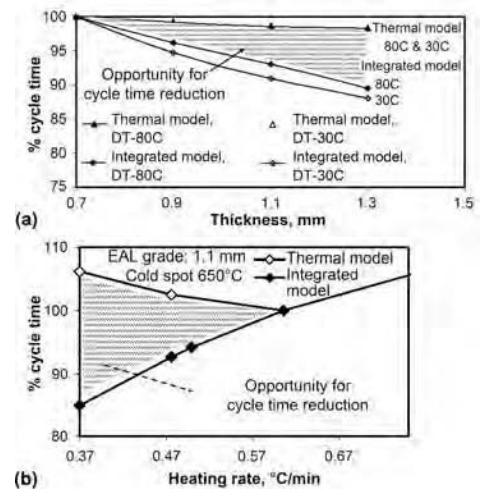 100
95
90
85
80
75
% cycle time
Thermal model
80C & 30C
Integrated model
80C
30C
Opportunity for
cycle time reduction
Thermal model,
DT-80C
Thermal model,
DT-30C
Integrated model,
DT-80C
Integrated model,
DT-30C
0.7 0.9 1.1 1.3 1.5
(a) Thickness, mm
110
100
90
80
% cycle time
EAL grade: 1.1 mm
Cold spot 650°C
Thermal model
Integrated
model
Opportunity for
cycle time reduction
0.37 0.47 0.57 0.67
(b) Heating rate, °C/min